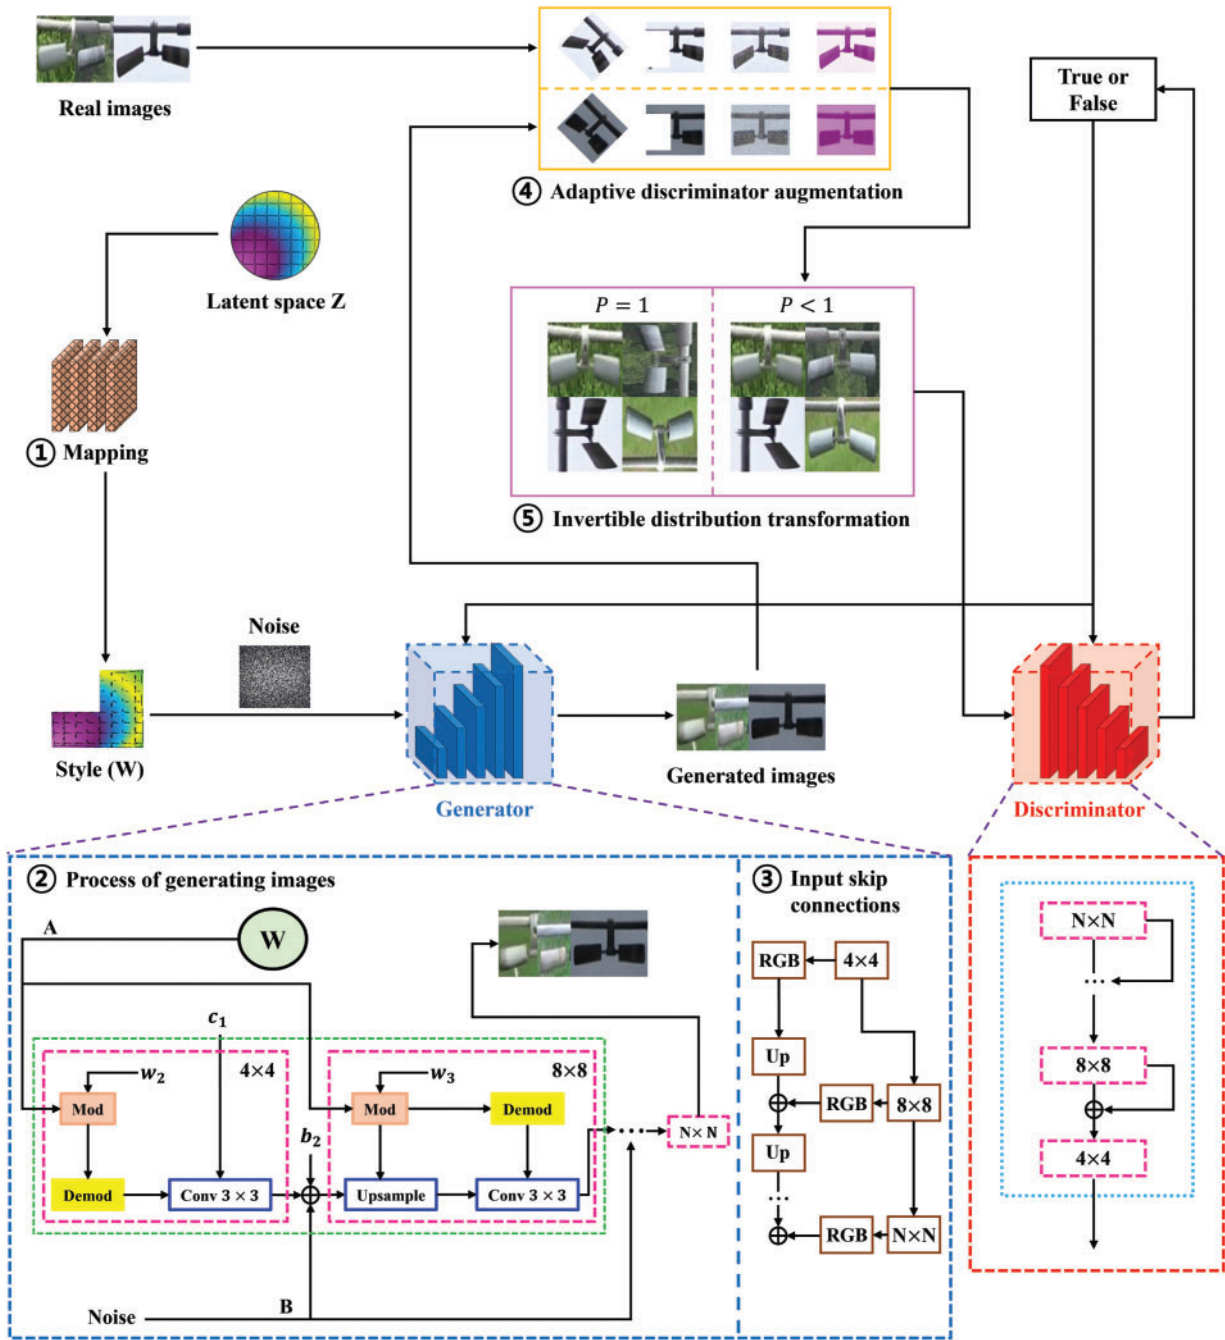 Real images
True or
False
④ Adaptive discriminator augmentation
Latent space Z
P = 1
P < 1
① Mapping
⑤ Invertible distribution transformation
Noise
Style (W)
Generated images
Generator
Discriminator
② Process of generating images
A
W
c₁
w₂
4×4
w₃
8×8
Mod
Mod
Demod
b₂
N×N
Demod
Conv 3 × 3
Upsample
Conv 3 × 3
Noise
B
③ Input skip
connections
RGB
4×4
Up
RGB
8×8
Up
...
RGB
N×N
N×N
...
8×8
4×4